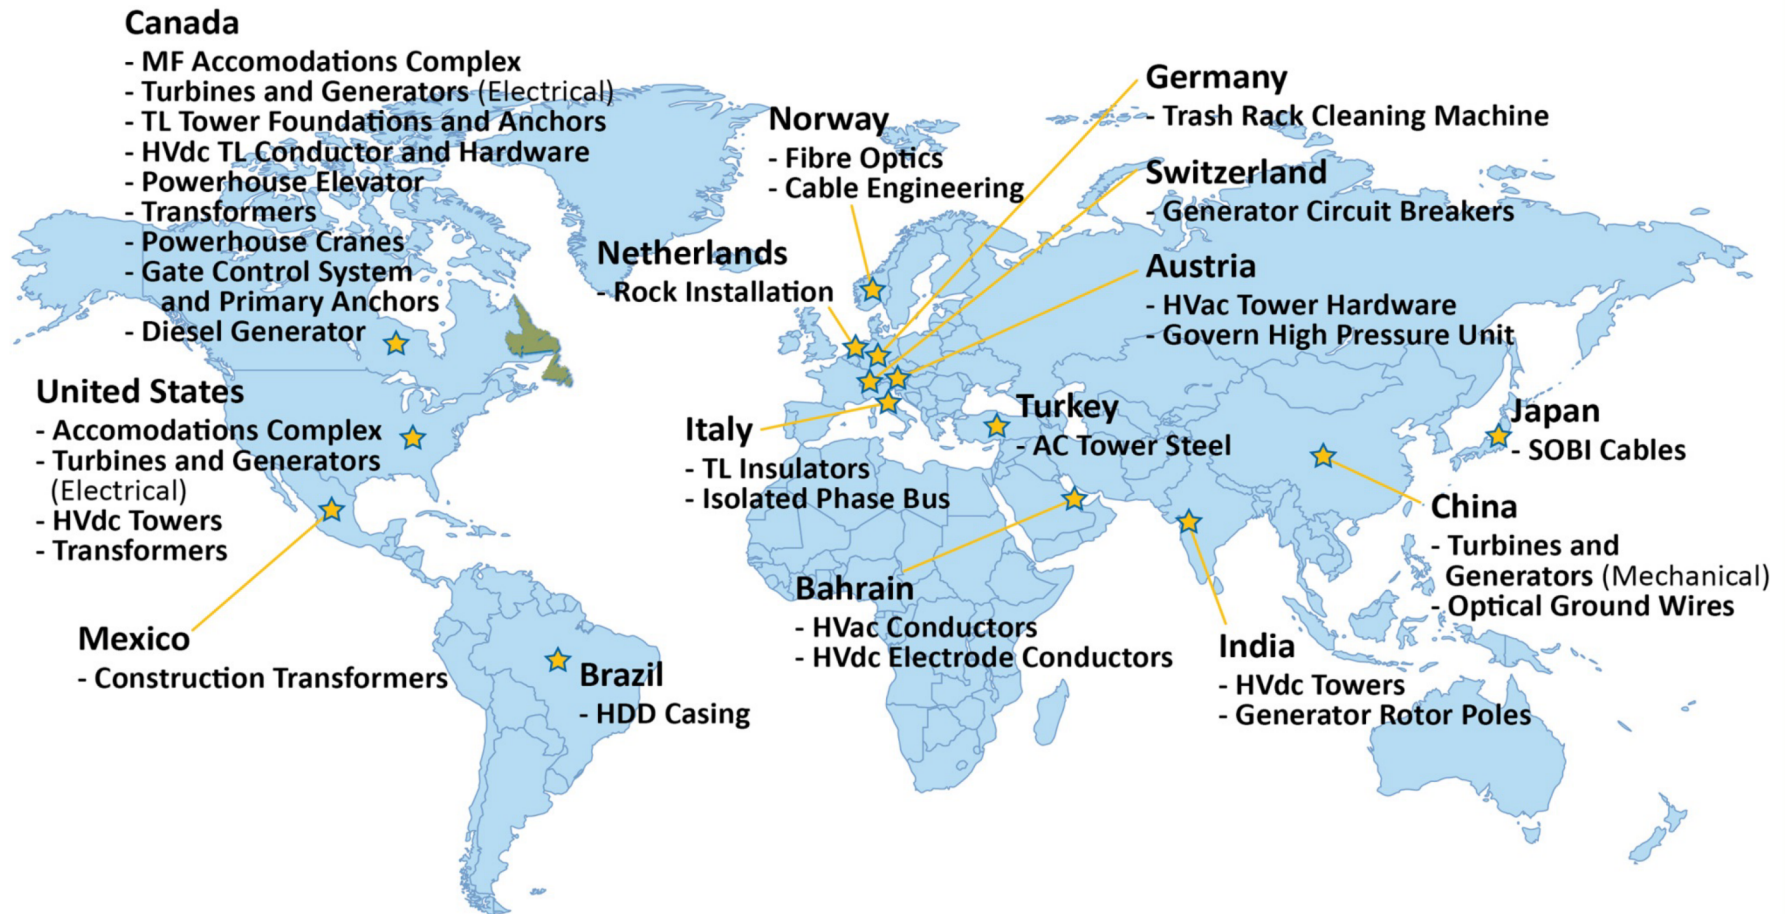 Canada
- MF Accomodations Complex
- Turbines and Generators (Electrical)
- TL Tower Foundations and Anchors
- HVdc TL Conductor and Hardware
- Powerhouse Elevator
- Transformers
- Powerhouse Cranes
- Gate Control System
and Primary Anchors
- Diesel Generator
United States
- Accomodations Complex
- Turbines and Generators
(Electrical)
- HVdc Towers
- Transformers
Mexico
- Construction Transformers
Brazil
- HDD Casing
Norway
- Fibre Optics
- Cable Engineering
Netherlands
- Rock Installation
Italy
- TL Insulators
- Isolated Phase Bus
Bahrain
- HVac Conductors
- HVdc Electrode Conductors
Germany
- Trash Rack Cleaning Machine
Switzerland
- Generator Circuit Breakers
Austria
- HVac Tower Hardware
- Govern High Pressure Unit
Turkey
- AC Tower Steel
Japan
- SOBI Cables
China
- Turbines and
Generators (Mechanical)
- Optical Ground Wires
India
- HVdc Towers
- Generator Rotor Poles